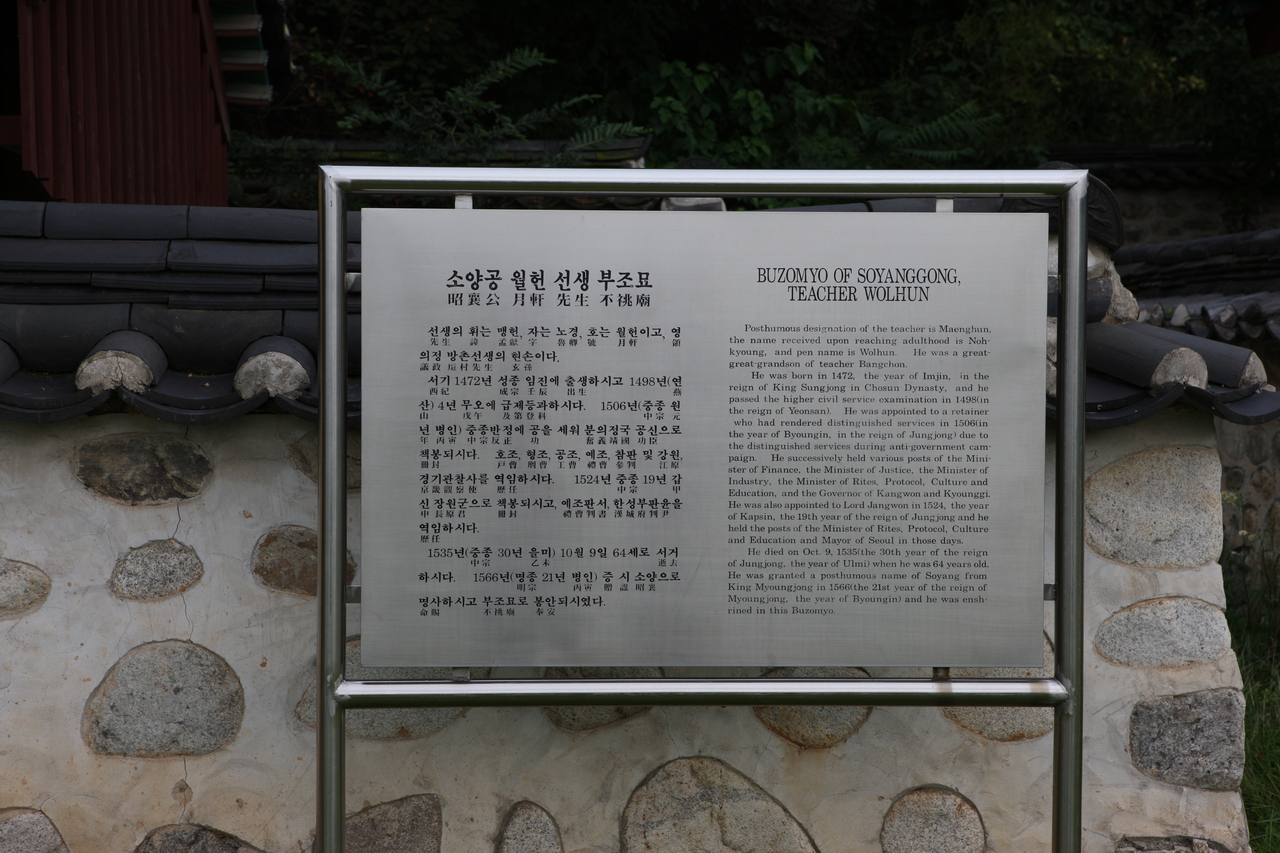 소양공 월헌 선생 부조묘
昭襄公 月軒 先生 不祧廟
선생의 휘는 맹헌, 자는 노경, 호는 월헌이고, 영
先生 諱 孟獻 字 魯卿 號 月軒 領
의정 방촌선생의 현손이다.
議政 厖村先生 玄孫
서기 1472년 성종 임진에 출생하시고 1498년(연
西紀 成宗 壬辰 出生 燕
산) 4년 무오에 급제등과하시다. 1506년(중종 원
山 戊午 及第登科 中宗 元
년 병인) 중종반정에 공을 세워 분의정국 공신으로
年 丙寅 中宗反正 功 奮義靖國 功臣
책봉되시다. 호조, 형조, 공조, 예조, 참판 및 강원,
冊封 戶曹 刑曹 工曹 禮曹 參判 江原
경기관찰사를 역임하시다. 1524년 중종 19년 갑
京畿觀察使 歷任 中宗 甲
신 장원군으로 책봉되시고, 예조판서, 한성부판윤을
申 長原君 冊封 禮曹判書 漢城府判尹
역임하시다.
歷任
1535년(중종 30년 을미) 10월 9일 64세로 서거
中宗 乙未 逝去
하시다. 1566년(명종 21년 병인) 증 시 소양으로
明宗 丙寅 贈 諡 昭襄
명사하시고 부조묘로 봉안되시였다.
命賜 不祧廟 奉安
BUZOMYO OF SOYANGGONG,
TEACHER WOLHUN
Posthumous designation of the teacher is Maenghun,
the name received upon reaching adulthood is Noh-
kyoung, and pen name is Wolhun. He was a great-
great-grandson of teacher Bangchon.
He was born in 1472, the year of Imjin, in the
reign of King Sungjong in Chosun Dynasty, and he
passed the higher civil service examination in 1498(in
the reign of Yeonsan). He was appointed to a retainer
who had rendered distinguished services in 1506(in
the year of Byoungin, in the reign of Jungjong) due to
the distinguished services during anti-government cam-
paign. He successively held various posts of the Mini-
ster of Finance, the Minister of Justice, the Minister of
Industry, the Minister of Rites, Protocol, Culture and
Education, and the Governor of Kangwon and Kyounggi.
He was also appointed to Lord Jangwon in 1524, the year
of Kapsin, the 19th year of the reign of Jungjong and he
held the posts of the Minister of Rites, Protocol, Culture
and Education and Mayor of Seoul in those days.
He died on Oct. 9, 1535(the 30th year of the reign
of Jungjong, the year of Ulmi) when he was 64 years old.
He was granted a posthumous name of Soyang from
King Myoungjong in 1566(the 21st year of the reign of
Myoungjong, the year of Byoungin) and he was ensh-
rined in this Buzomyo.